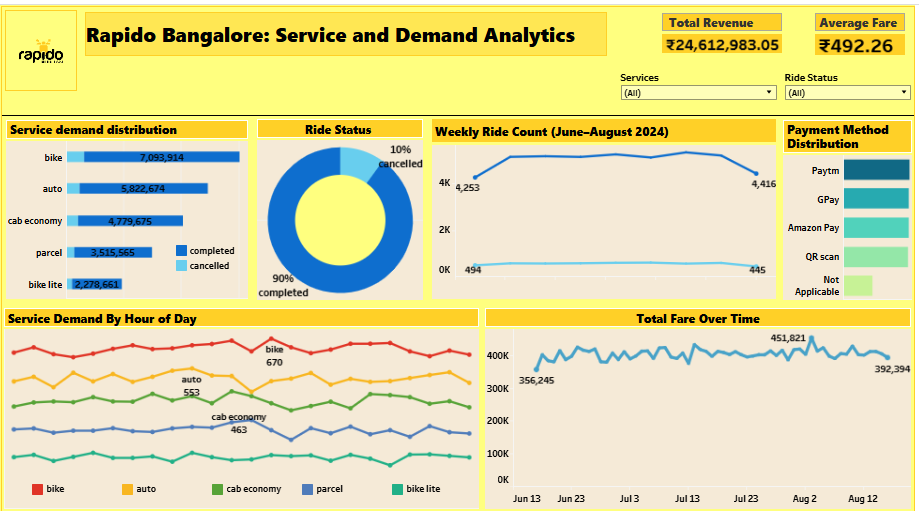 rapido
Rapido Bangalore: Service and Demand Analytics
Total Revenue
₹24,612,983.05
Average Fare
₹492.26
Services
(All)
Ride Status
(All)
Service demand distribution
bike
7,093,914
auto
5,822,674
cab economy
4,779,675
parcel
3,515,565
bike lite
2,278,661
completed
cancelled
Ride Status
10%
cancelled
90%
completed
Weekly Ride Count (June–August 2024)
4K
2K
0K
4,253
4,416
494
445
Payment Method
Distribution
Paytm
GPay
Amazon Pay
QR scan
Not
Applicable
Service Demand By Hour of Day
bike
670
auto
553
cab economy
463
bike
auto
cab economy
parcel
bike lite
Total Fare Over Time
400K
300K
200K
100K
0K
356,245
451,821
392,394
Jun 13
Jun 23
Jul 3
Jul 13
Jul 23
Aug 2
Aug 12